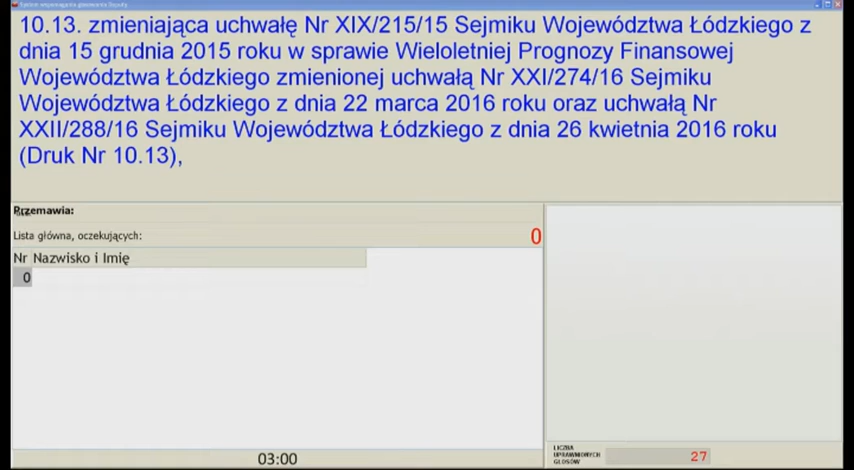 System wspomagania głosowania
10.13. zmieniająca uchwałę Nr XIX/215/15 Sejmiku Województwa Łódzkiego z
dnia 15 grudnia 2015 roku w sprawie Wieloletniej Prognozy Finansowej
Województwa Łódzkiego zmienionej uchwałą Nr XXI/274/16 Sejmiku
Województwa Łódzkiego z dnia 22 marca 2016 roku oraz uchwałą Nr
XXII/288/16 Sejmiku Województwa Łódzkiego z dnia 26 kwietnia 2016 roku
(Druk Nr 10.13),
Przemawia:
Lista główna, oczekujących: 0
Nr Nazwisko i Imię
0
03:00
LICZBA
UPRAWNIONYCH
GŁOSÓW
27